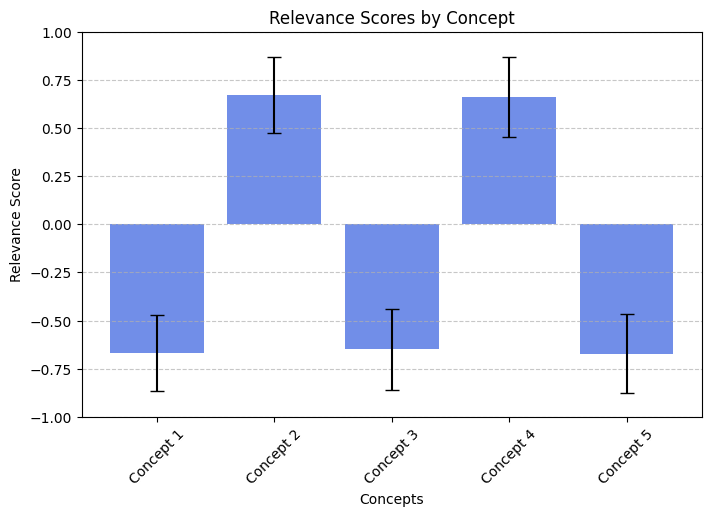 Relevance Scores by Concept
1.00
0.75
0.50
0.25
0.00
−0.25
−0.50
−0.75
−1.00
Relevance Score
Concept 1
Concept 2
Concept 3
Concept 4
Concept 5
Concepts